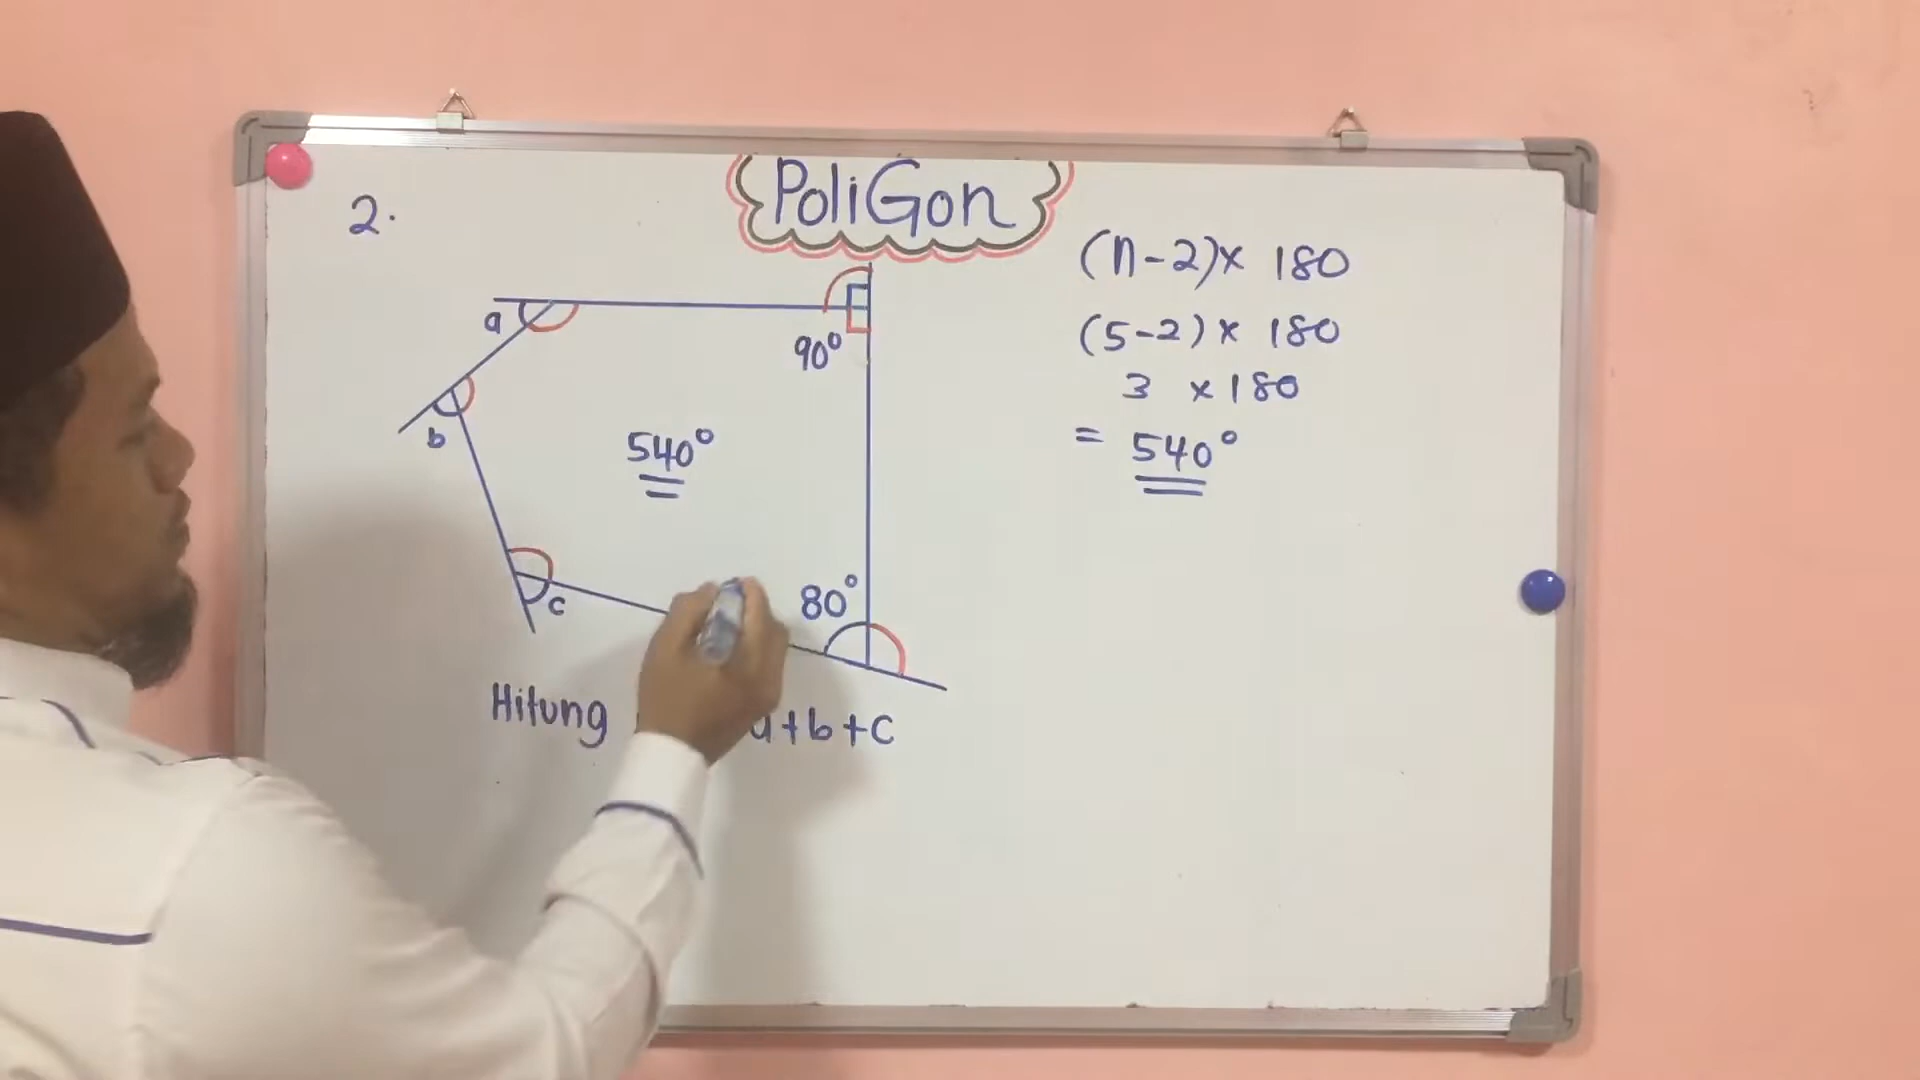 PoliGon
2.
a
90°
b
540°
c
80°
Hitung a+b+c
(n-2)x 180
(5-2) x 180
3 x 180
= 540°